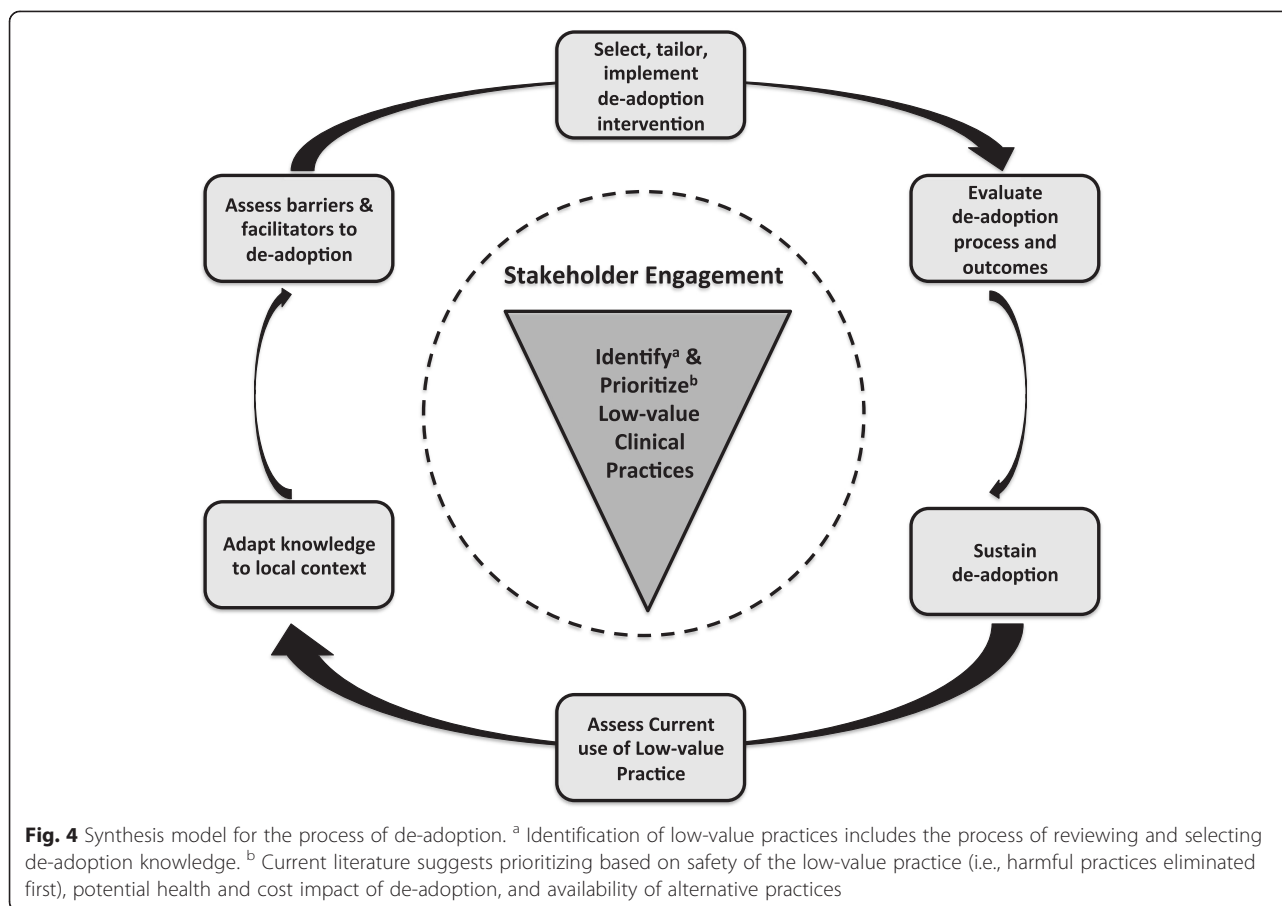 Select, tailor,
implement
de-adoption
intervention
Assess barriers &
facilitators to
de-adoption
Evaluate
de-adoption
process and
outcomes
Stakeholder Engagement
Identifyᵃ &
Prioritizeᵇ
Low-value
Clinical
Practices
Adapt knowledge
to local context
Sustain
de-adoption
Assess Current
use of Low-value
Practice
Fig. 4 Synthesis model for the process of de-adoption. ᵃ Identification of low-value practices includes the process of reviewing and selecting
de-adoption knowledge. ᵇ Current literature suggests prioritizing based on safety of the low-value practice (i.e., harmful practices eliminated
first), potential health and cost impact of de-adoption, and availability of alternative practices